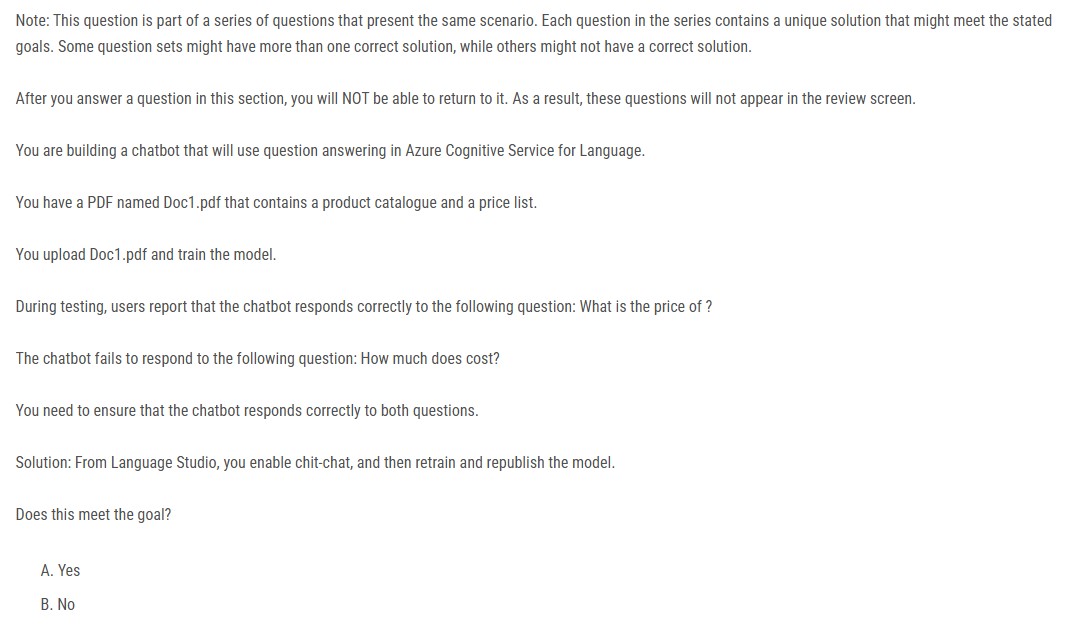 Note: This question is part of a series of questions that present the same scenario. Each question in the series contains a unique solution that might meet the stated
goals. Some question sets might have more than one correct solution, while others might not have a correct solution.
After you answer a question in this section, you will NOT be able to return to it. As a result, these questions will not appear in the review screen.
You are building a chatbot that will use question answering in Azure Cognitive Service for Language.
You have a PDF named Doc1.pdf that contains a product catalogue and a price list.
You upload Doc1.pdf and train the model.
During testing, users report that the chatbot responds correctly to the following question: What is the price of ?
The chatbot fails to respond to the following question: How much does cost?
You need to ensure that the chatbot responds correctly to both questions.
Solution: From Language Studio, you enable chit-chat, and then retrain and republish the model.
Does this meet the goal?
A. Yes
B. No